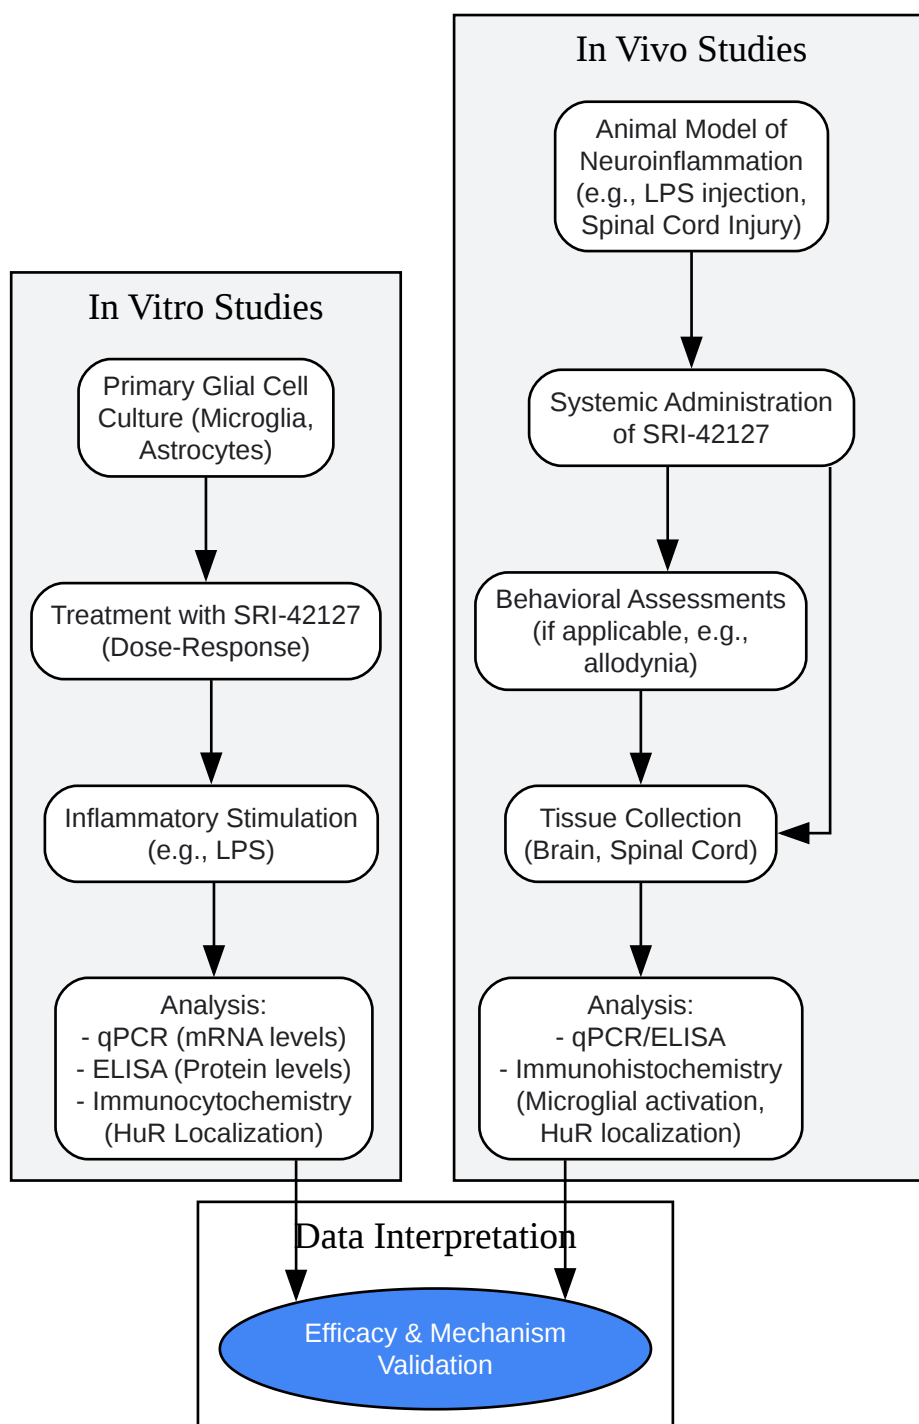 In Vivo Studies
Animal Model of
Neuroinflammation
(e.g., LPS injection,
Spinal Cord Injury)
Systemic Administration
of SRI-42127
Behavioral Assessments
(if applicable, e.g.,
allodynia)
Tissue Collection
(Brain, Spinal Cord)
Analysis:
- qPCR/ELISA
- Immunohistochemistry
(Microglial activation,
HuR localization)
In Vitro Studies
Primary Glial Cell
Culture (Microglia,
Astrocytes)
Treatment with SRI-42127
(Dose-Response)
Inflammatory Stimulation
(e.g., LPS)
Analysis:
- qPCR (mRNA levels)
- ELISA (Protein levels)
- Immunocytochemistry
(HuR Localization)
Data Interpretation
Efficacy & Mechanism
Validation